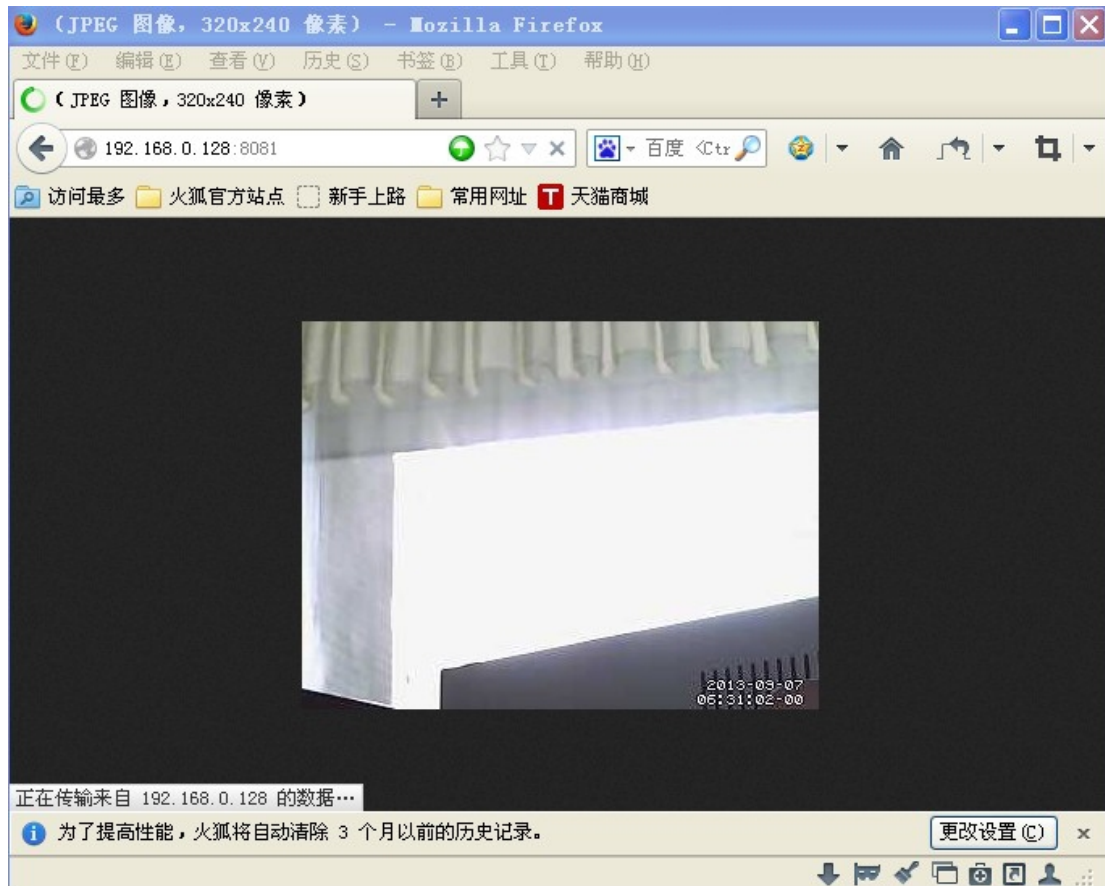 （JPEG 图像，320x240 像素） - Mozilla Firefox
文件(F) 编辑(E) 查看(V) 历史(S) 书签(B) 工具(T) 帮助(H)
（JPEG 图像，320x240 像素）
192.168.0.128:8081 百度 <Ctr
访问最多 火狐官方站点 新手上路 常用网址 T 天猫商城
2013-09-07
06:31:02-00
正在传输来自 192.168.0.128 的数据…
为了提高性能，火狐将自动清除 3 个月以前的历史记录。 更改设置(C)